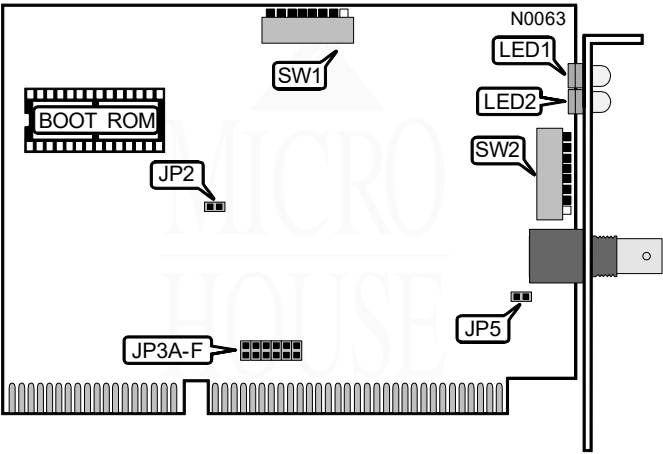 N0063
LED1
SW1
LED2
BOOT ROM
SW2
JP2
MICRO
HOUSE
JP5
JP3A-F